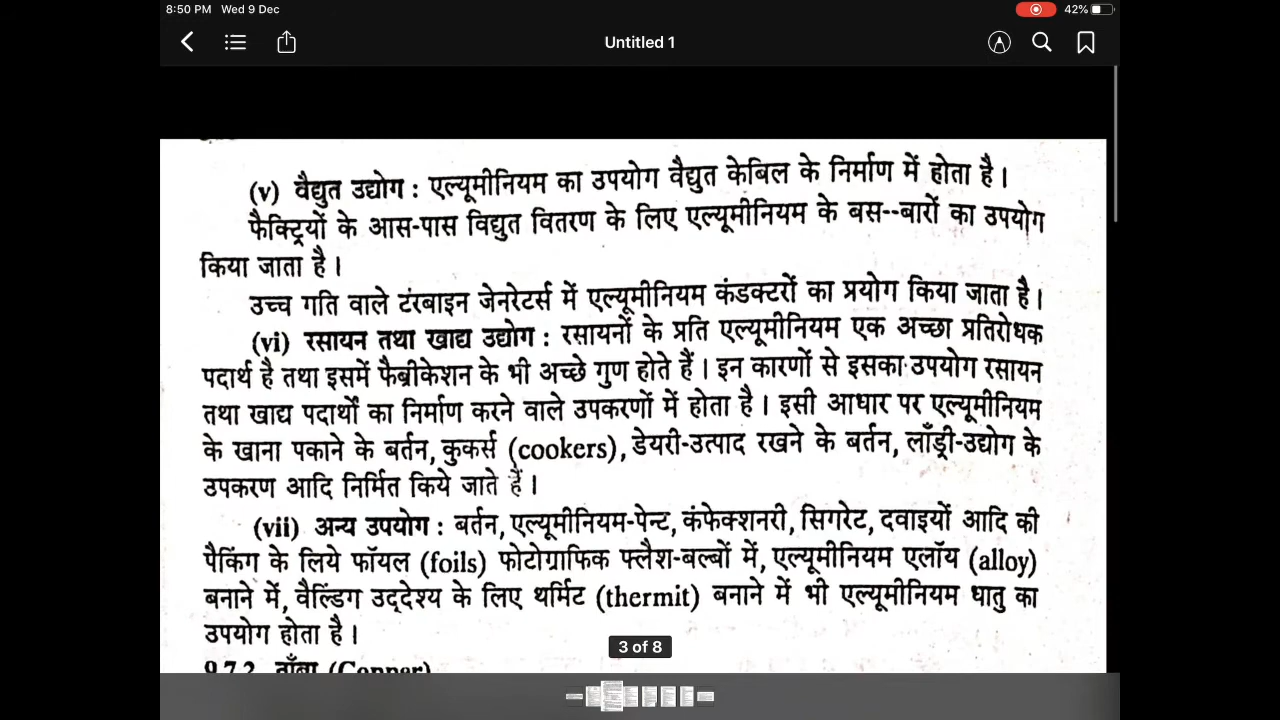 8:50 PM Wed 9 Dec
42%
Untitled 1
(v) वैद्युत उद्योग : एल्यूमीनियम का उपयोग वैद्युत केबिल के निर्माण में होता है।
फैक्ट्रियों के आस-पास विद्युत वितरण के लिए एल्यूमीनियम के बस--बारों का उपयोग
किया जाता है।
उच्च गति वाले टंरबाइन जेनरेटर्स में एल्यूमीनियम कंडक्टरों का प्रयोग किया जाता है।
(vi) रसायन तथा खाद्य उद्योग : रसायनों के प्रति एल्यूमीनियम एक अच्छा प्रतिरोधक
पदार्थ है तथा इसमें फैब्रीकेशन के भी अच्छे गुण होते हैं। इन कारणों से इसका उपयोग रसायन
तथा खाद्य पदार्थों का निर्माण करने वाले उपकरणों में होता है। इसी आधार पर एल्यूमीनियम
के खाना पकाने के बर्तन, कुकर्स (cookers), डेयरी-उत्पाद रखने के बर्तन, लाँड्री-उद्योग के
उपकरण आदि निर्मित किये जाते हैं।
(vii) अन्य उपयोग : बर्तन, एल्यूमीनियम-पेन्ट, कंफेक्शनरी, सिगरेट, दवाइयों आदि की
पैकिंग के लिये फॉयल (foils) फोटोग्राफिक फ्लैश-बल्बों में, एल्यूमीनियम एलॉय (alloy)
बनाने में, वैल्डिंग उद्देश्य के लिए थर्मिट (thermit) बनाने में भी एल्यूमीनियम धातु का
उपयोग होता है।
3 of 8
9.7.2 ताँबा (Copper)